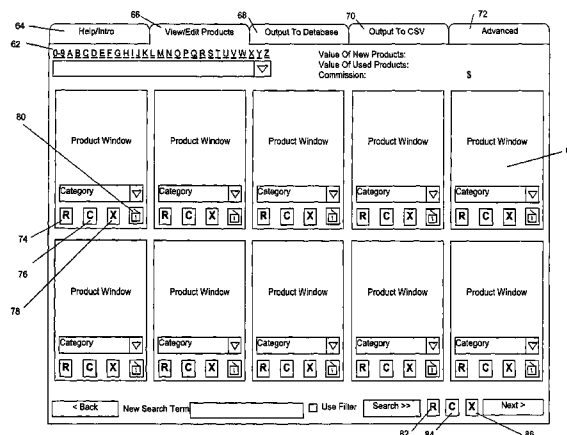 64 66 68 70 72
Help/Intro View/Edit Products Output To Database Output To CSV Advanced
62
0-9 A B C D E F G H I J K L M N O P Q R S T U V W X Y Z
Value Of New Products:
Value Of Used Products:
Commission: $
80
Product Window Product Window Product Window Product Window Product Window
Category Category Category Category Category
R C X R C X R C X R C X R C X
74
76
78
Product Window Product Window Product Window Product Window Product Window
Category Category Category Category Category
R C X R C X R C X R C X R C X
< Back New Search Term Use Filter Search >> R C X Next >
82 84 86